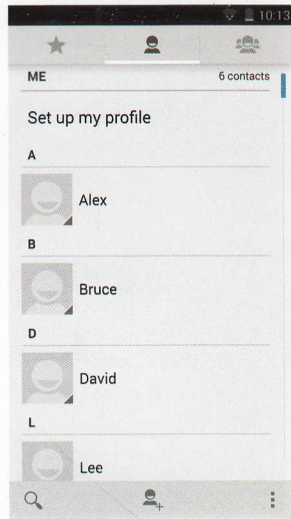 10:13
ME 6 contacts
Set up my profile
A
Alex
B
Bruce
D
David
L
Lee